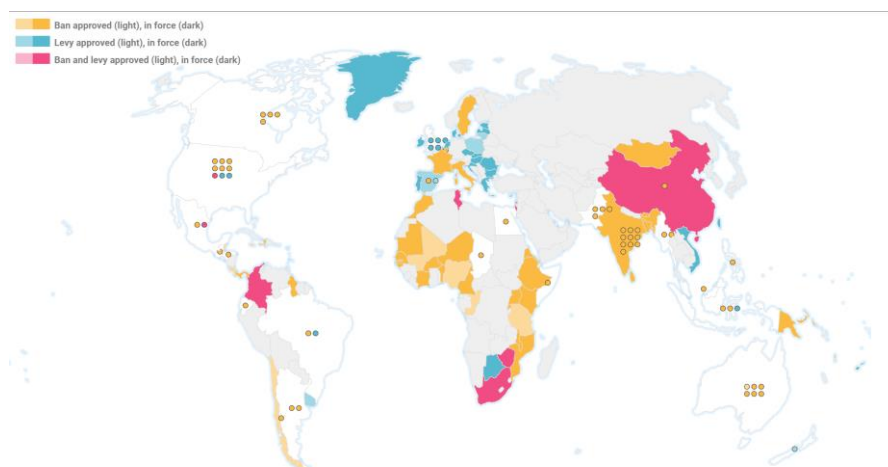 Ban approved (light), in force (dark)
Levy approved (light), in force (dark)
Ban and levy approved (light), in force (dark)